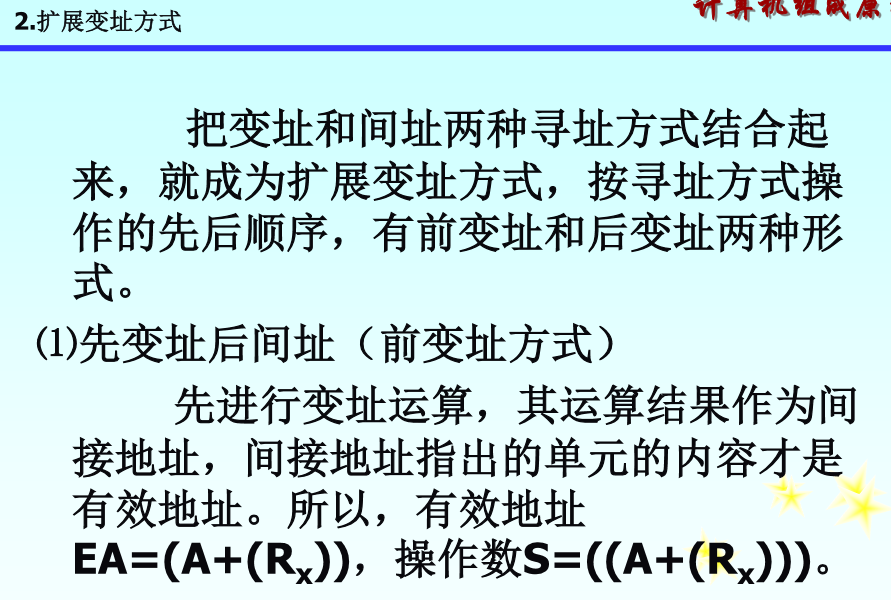 2.扩展变址方式
计算机组成原
把变址和间址两种寻址方式结合起
来，就成为扩展变址方式，按寻址方式操
作的先后顺序，有前变址和后变址两种形
式。
⑴先变址后间址（前变址方式）
先进行变址运算，其运算结果作为间
接地址，间接地址指出的单元的内容才是
有效地址。所以，有效地址
EA=(A+(Rx))，操作数S=((A+(Rx)))。